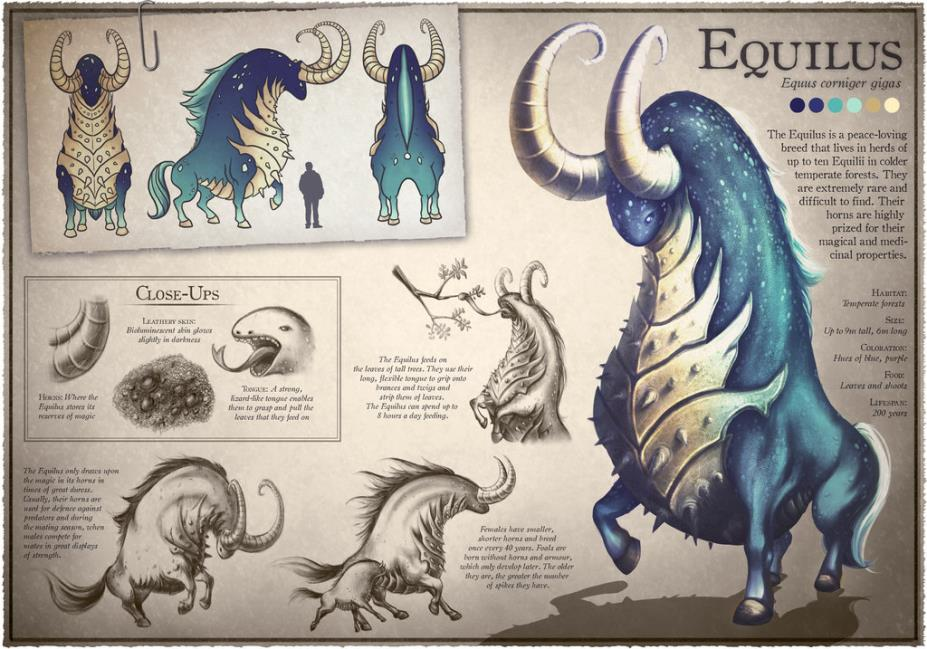 EQUILUS
Equus corniger gigas
The Equilus is a peace-loving
breed that lives in herds of
up to ten Equilii in colder
temperate forests. They
are extremely rare and
difficult to find. Their
horns are highly
prized for their
magical and medi-
cinal properties.
HABITAT:
Temperate forests
SIZE:
Up to 9m tall, 6m long
COLORATION:
Hues of blue, purple
FOOD:
Leaves and shoots
LIFESPAN:
200 years
CLOSE-UPS
LEATHERY SKIN:
Bioluminescent skin glows
slightly in darkness
HORNS: Where the
Equilus stores its
reserves of magic
TONGUE: A strong,
lizard-like tongue enables
them to grasp and pull the
leaves that they feed on
The Equilus feeds on
the leaves of tall trees. They use their
long, flexible tongue to grip onto
brances and twigs and
strip them of leaves.
The Equilus can spend up to
8 hours a day feeding.
The Equilus only draws upon
the magic in its horns in
times of great duress.
Usually, their horns are
used for defence against
predators and during
the mating season, when
males compete for
mates in great displays
of strength.
Females have smaller,
shorter horns and breed
once every 40 years. Foals are
born without horns and armour,
which only develop later. The older
they are, the greater the number
of spikes they have.